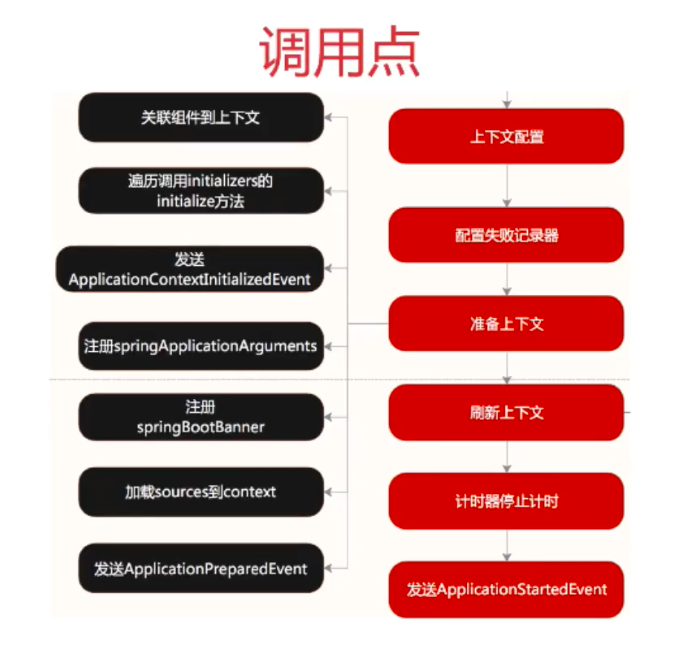 调用点
关联组件到上下文
遍历调用initializers的
initialize方法
发送
ApplicationContextInitializedEvent
注册springApplicationArguments
注册
springBootBanner
加载sources到context
发送ApplicationPreparedEvent
上下文配置
配置失败记录器
准备上下文
刷新上下文
计时器停止计时
发送ApplicationStartedEvent